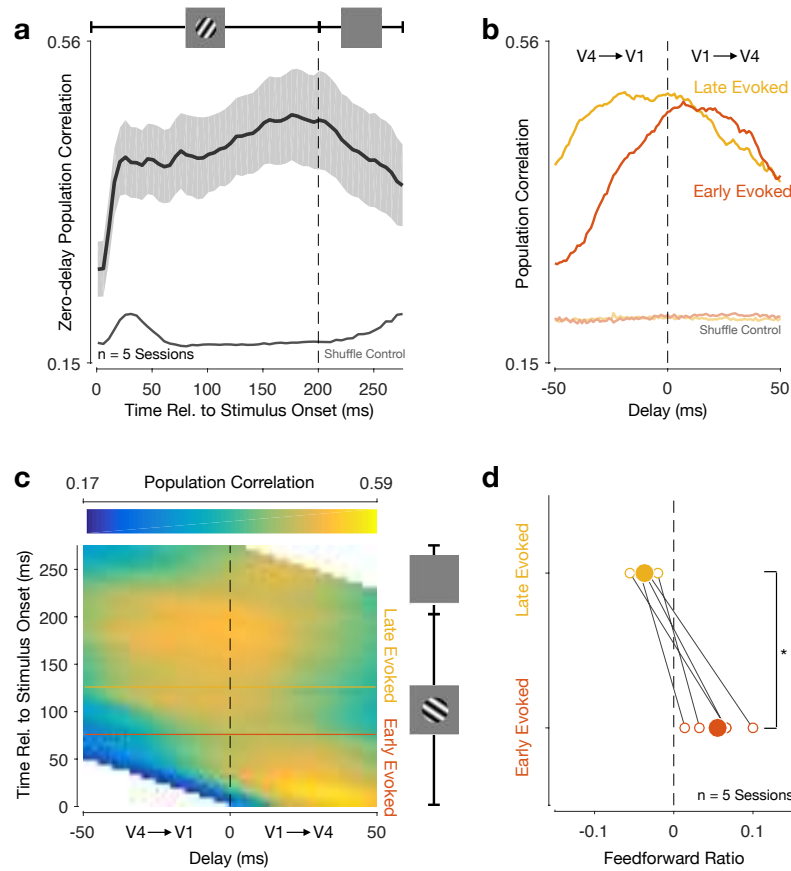 a
0.56
Zero-delay Population Correlation
0.15
n = 5 Sessions
Shuffle Control
0 50 100 150 200 250
Time Rel. to Stimulus Onset (ms)
b
0.56
V4→V1
V1→V4
Late Evoked
Early Evoked
Population Correlation
Shuffle Control
0.15
-50 0 50
Delay (ms)
c
0.17 Population Correlation 0.59
Time Rel. to Stimulus Onset (ms)
250
200
150
100
50
0
Late Evoked
Early Evoked
-50 V4→V1 0 V1→V4 50
Delay (ms)
d
Late Evoked
Early Evoked
*
n = 5 Sessions
-0.1 0 0.1
Feedforward Ratio